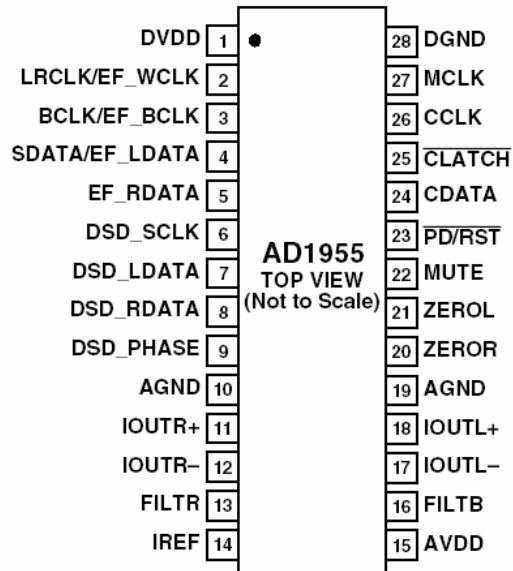 DVDD 1 28 DGND
LRCLK/EF_WCLK 2 27 MCLK
BCLK/EF_BCLK 3 26 CCLK
SDATA/EF_LDATA 4 25 CLATCH
EF_RDATA 5 24 CDATA
DSD_SCLK 6 23 PD/RST
AD1955
TOP VIEW
(Not to Scale)
DSD_LDATA 7 22 MUTE
DSD_RDATA 8 21 ZEROL
DSD_PHASE 9 20 ZEROR
AGND 10 19 AGND
IOUTR+ 11 18 IOUTL+
IOUTR– 12 17 IOUTL–
FILTR 13 16 FILTB
IREF 14 15 AVDD